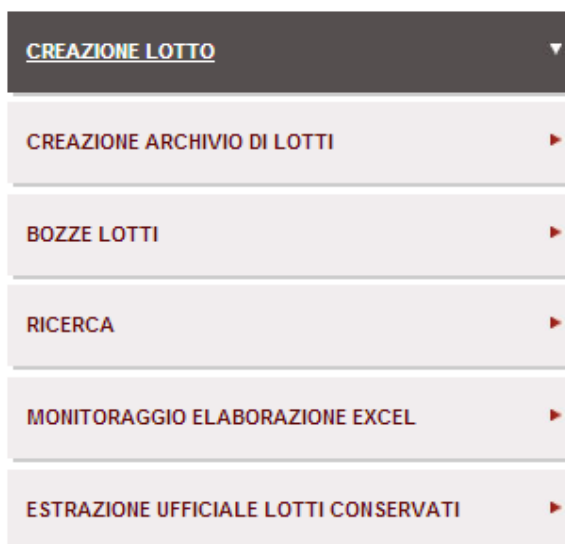 CREAZIONE LOTTO
CREAZIONE ARCHIVIO DI LOTTI
BOZZE LOTTI
RICERCA
MONITORAGGIO ELABORAZIONE EXCEL
ESTRAZIONE UFFICIALE LOTTI CONSERVATI